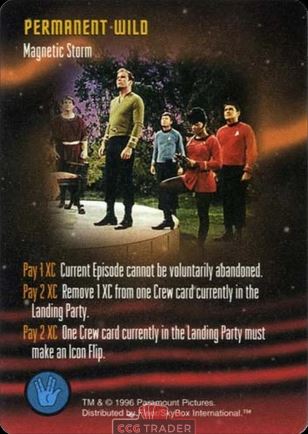 PERMANENT-WILD
Magnetic Storm
Pay 1 XC Current Episode cannot be voluntarily abandoned.
Pay 2 XC Remove 1 XC from one Crew card currently in the
Landing Party.
Pay 2 XC One Crew card currently in the Landing Party must
make an Icon Flip.
TM & © 1996 Paramount Pictures.
Distributed by SkyBox International.™
CCG TRADER